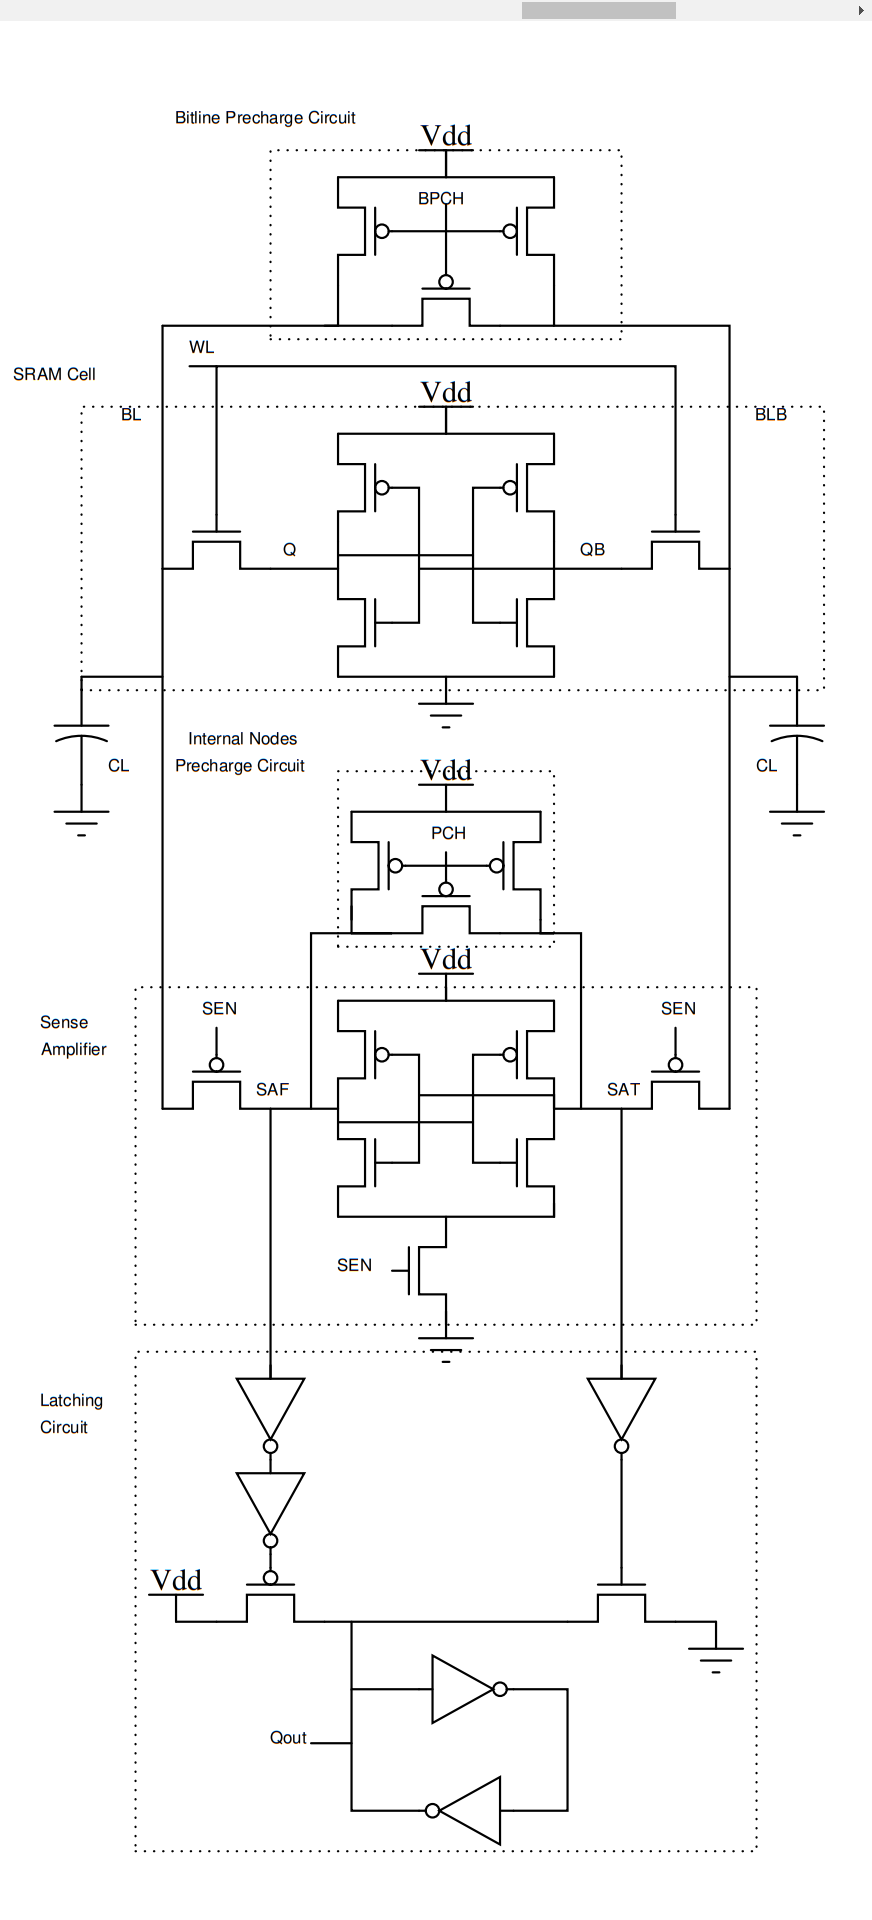 Bitline Precharge Circuit
Vdd
BPCH
WL
SRAM Cell
Vdd
BL
BLB
Q
QB
Internal Nodes
Precharge Circuit
CL
CL
Vdd
PCH
Vdd
SEN
SEN
Sense
Amplifier
SAF
SAT
SEN
Latching
Circuit
Vdd
Qout